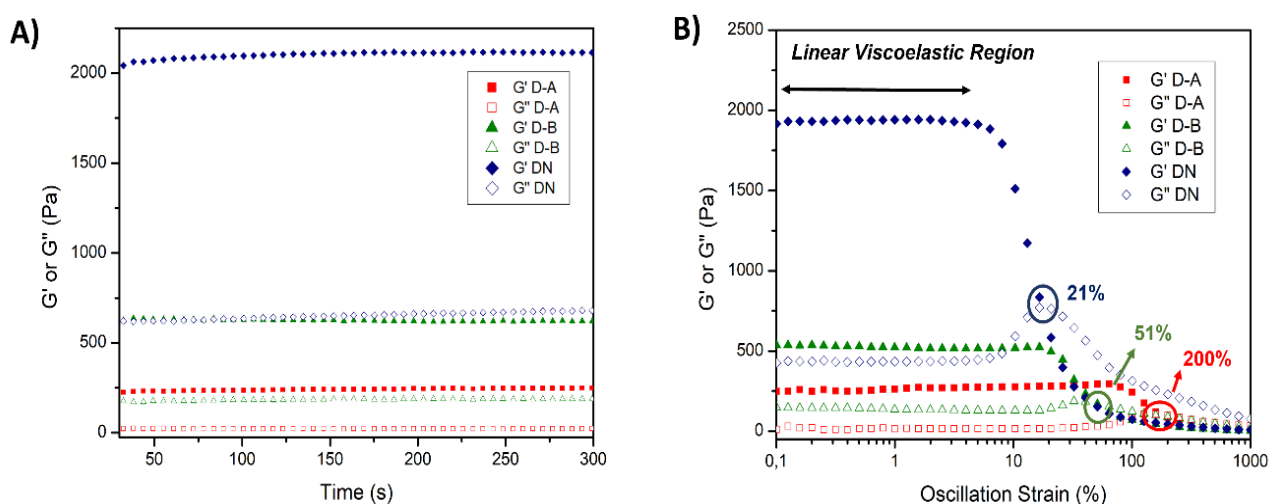 A)
G' or G" (Pa)
2000
1500
1000
500
0
50
100
150
200
250
300
Time (s)
G' D-A
G" D-A
G' D-B
G" D-B
G' DN
G" DN
B)
G' or G" (Pa)
2500
2000
1500
1000
500
0
0,1
1
10
100
1000
Oscillation Strain (%)
Linear Viscoelastic Region
G' D-A
G" D-A
G' D-B
G" D-B
G' DN
G" DN
21%
51%
200%